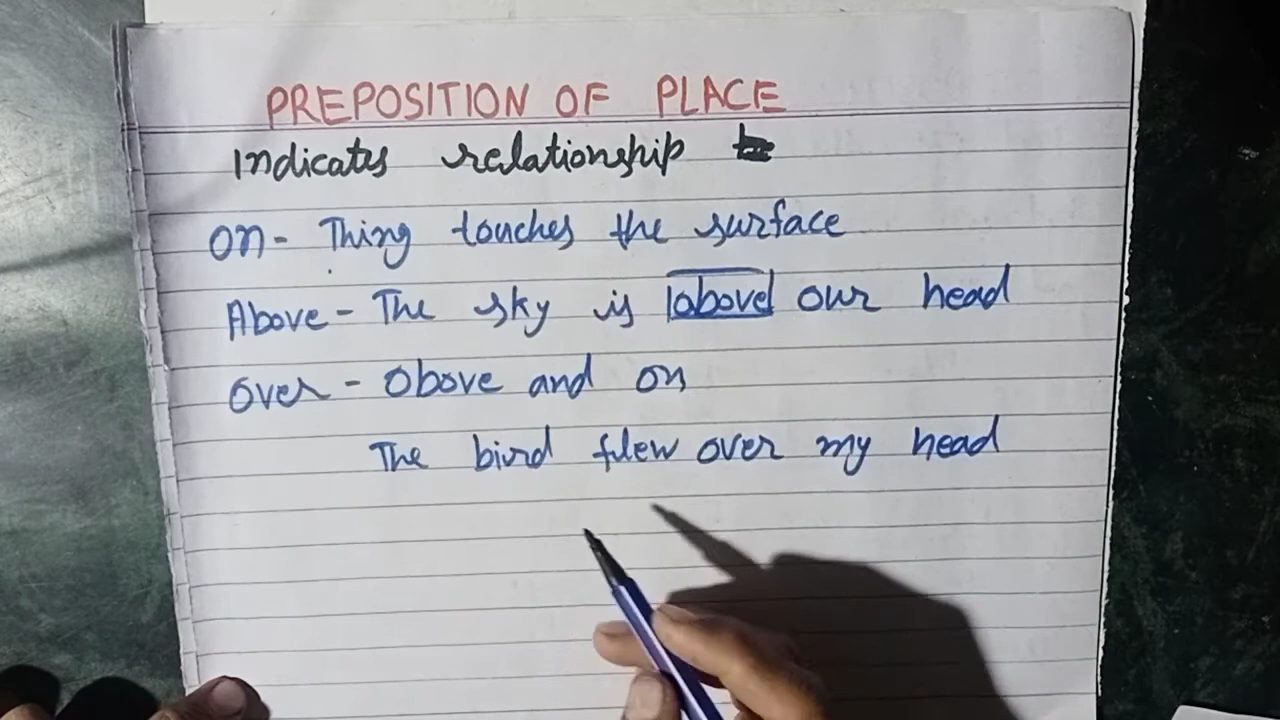 PREPOSITION OF PLACE
Indicates relationship
On - Thing touches the surface
Above - The sky is above our head
Over - Above and on
The bird flew over my head